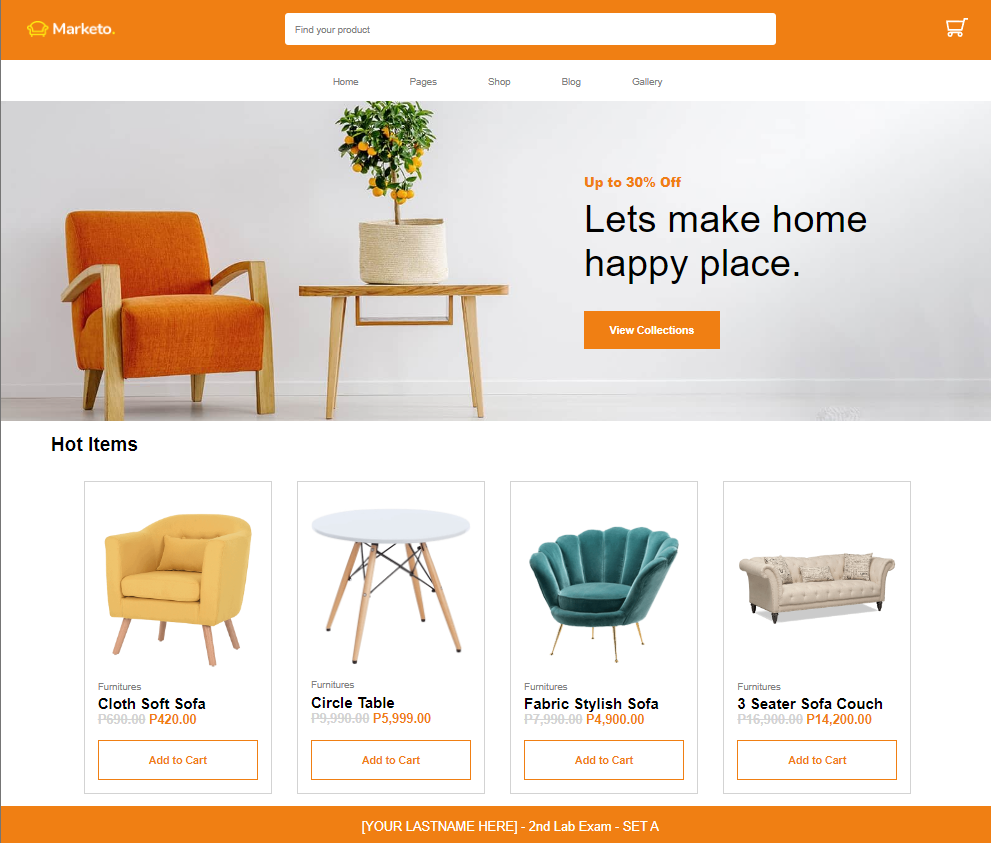 Marketo.
Find your product
Home Pages Shop Blog Gallery
Up to 30% Off
Lets make home
happy place.
View Collections
Hot Items
Furnitures
Cloth Soft Sofa
P690.00 P420.00
Add to Cart
Furnitures
Circle Table
P9,990.00 P5,999.00
Add to Cart
Furnitures
Fabric Stylish Sofa
P7,990.00 P4,900.00
Add to Cart
Furnitures
3 Seater Sofa Couch
P16,900.00 P14,200.00
Add to Cart
[YOUR LASTNAME HERE] - 2nd Lab Exam - SET A